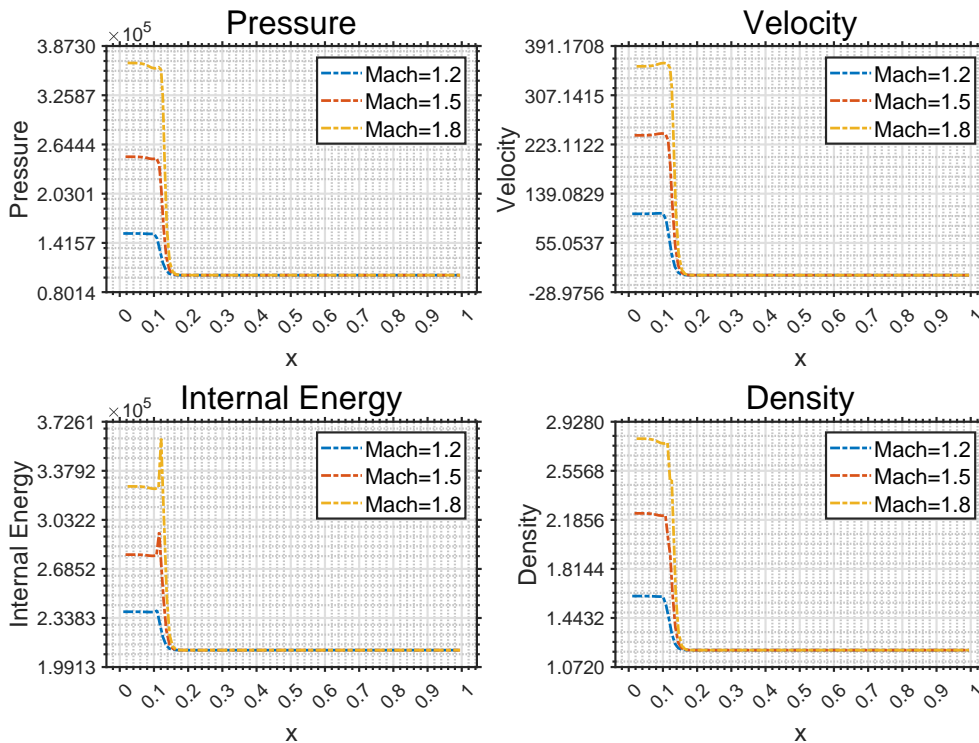 Pressure
× 10⁵
3.8730
3.2587
2.6444
2.0301
1.4157
0.8014
Pressure
Mach=1.2
Mach=1.5
Mach=1.8
0 0.1 0.2 0.3 0.4 0.5 0.6 0.7 0.8 0.9 1
x
Velocity
391.1708
307.1415
223.1122
139.0829
55.0537
-28.9756
Velocity
Mach=1.2
Mach=1.5
Mach=1.8
0 0.1 0.2 0.3 0.4 0.5 0.6 0.7 0.8 0.9 1
x
Internal Energy
× 10⁵
3.7261
3.3792
3.0322
2.6852
2.3383
1.9913
Internal Energy
Mach=1.2
Mach=1.5
Mach=1.8
0 0.1 0.2 0.3 0.4 0.5 0.6 0.7 0.8 0.9 1
x
Density
2.9280
2.5568
2.1856
1.8144
1.4432
1.0720
Density
Mach=1.2
Mach=1.5
Mach=1.8
0 0.1 0.2 0.3 0.4 0.5 0.6 0.7 0.8 0.9 1
x